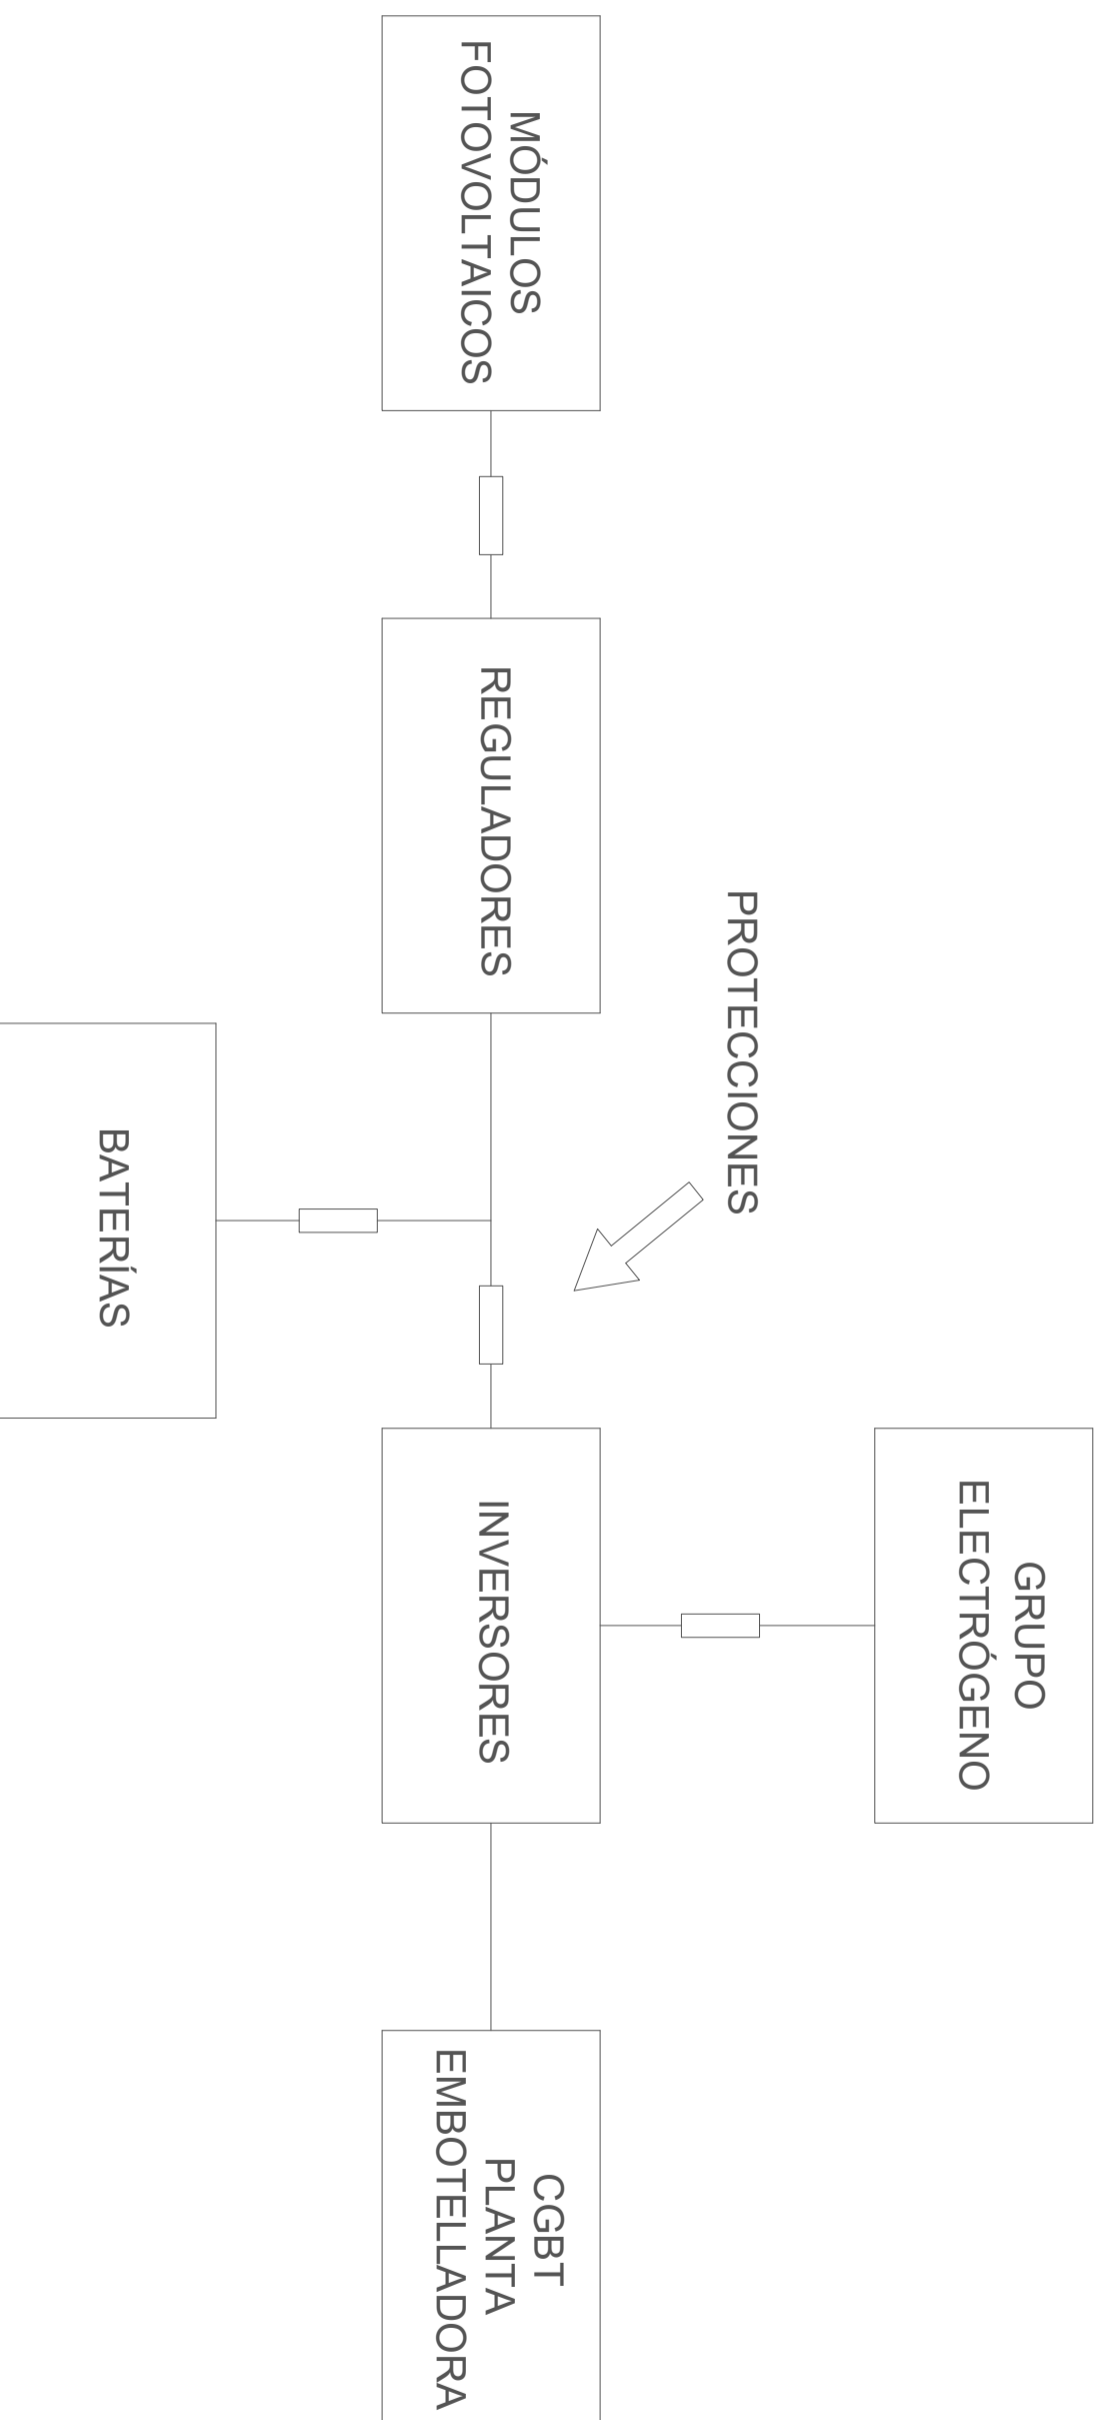 GRUPO
ELECTRÓGENO
PROTECCIONES
MÓDULOS
FOTOVOLTAICOS
REGULADORES
INVERSORES
CGBT
PLANTA
EMBOTELLADORA
BATERÍAS